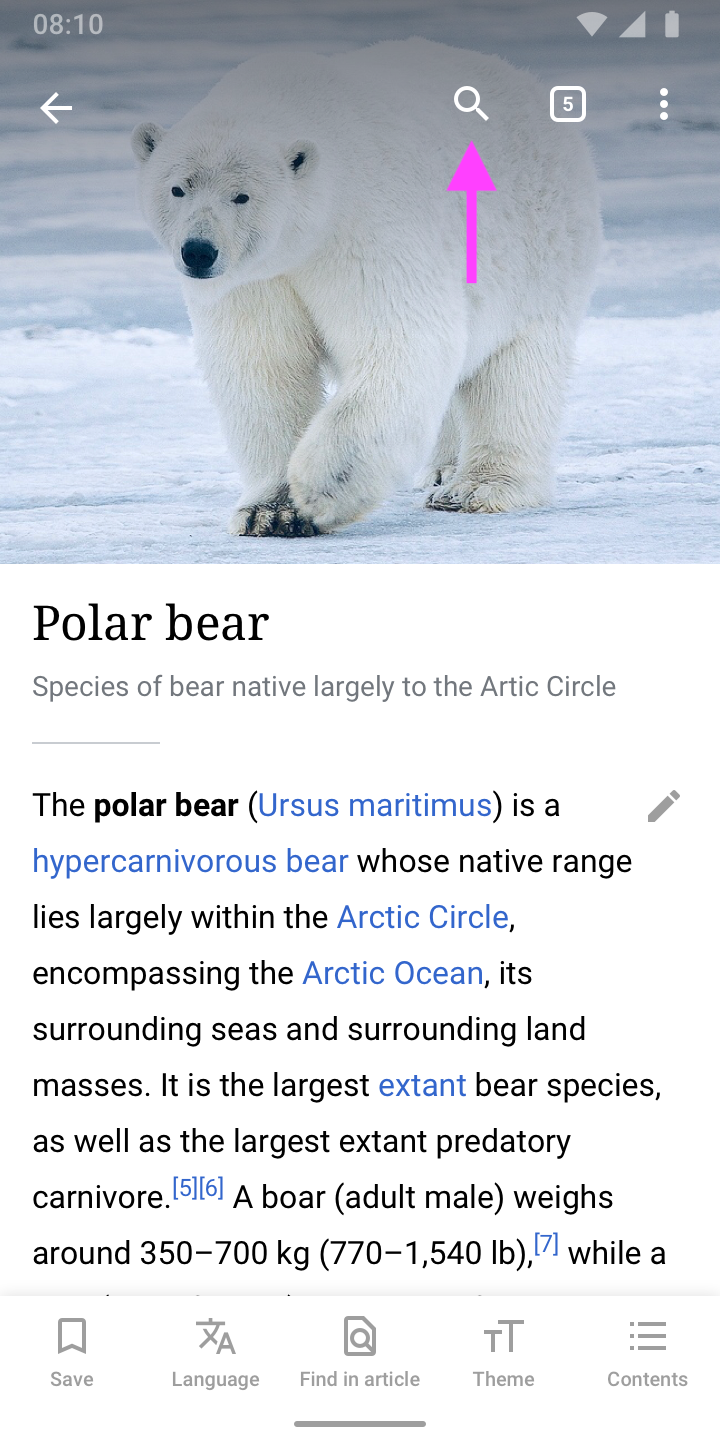 08:10
5
Polar bear
Species of bear native largely to the Artic Circle
The polar bear (Ursus maritimus) is a
hypercarnivorous bear whose native range
lies largely within the Arctic Circle,
encompassing the Arctic Ocean, its
surrounding seas and surrounding land
masses. It is the largest extant bear species,
as well as the largest extant predatory
carnivore.[5][6] A boar (adult male) weighs
around 350–700 kg (770–1,540 lb),[7] while a
Save Language Find in article Theme Contents